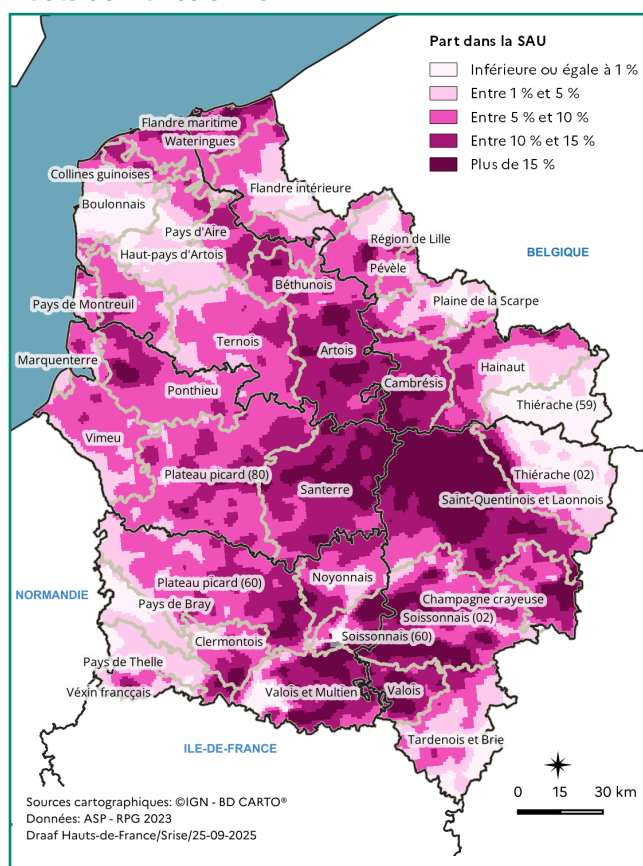 Part dans la SAU
Inférieure ou égale à 1 %
Entre 1 % et 5 %
Entre 5 % et 10 %
Entre 10 % et 15 %
Plus de 15 %
Flandre maritime
Wateringues
Collines guinoises
Flandre intérieure
Boulonnais
Pays d'Aire
Région de Lille
Haut-pays d'Artois
BELGIQUE
Pévèle
Béthunois
Plaine de la Scarpe
Pays de Montreuil
Ternois
Artois
Marquenterre
Hainaut
Cambrésis
Ponthieu
Thiérache (59)
Vimeu
Plateau picard (80)
Thiérache (02)
Santerre
Saint-Quentinois et Laonnois
Noyonnais
Plateau picard (60)
NORMANDIE
Champagne crayeuse
Pays de Bray
Soissonnais (02)
Soissonnais (60)
Clermontois
Pays de Thelle
Véxin françcais
Valois et Multien
Valois
Tardenois et Brie
ILE-DE-FRANCE
0 15 30 km
Sources cartographiques: ©IGN - BD CARTO®
Données: ASP - RPG 2023
Draaf Hauts-de-France/Srise/25-09-2025